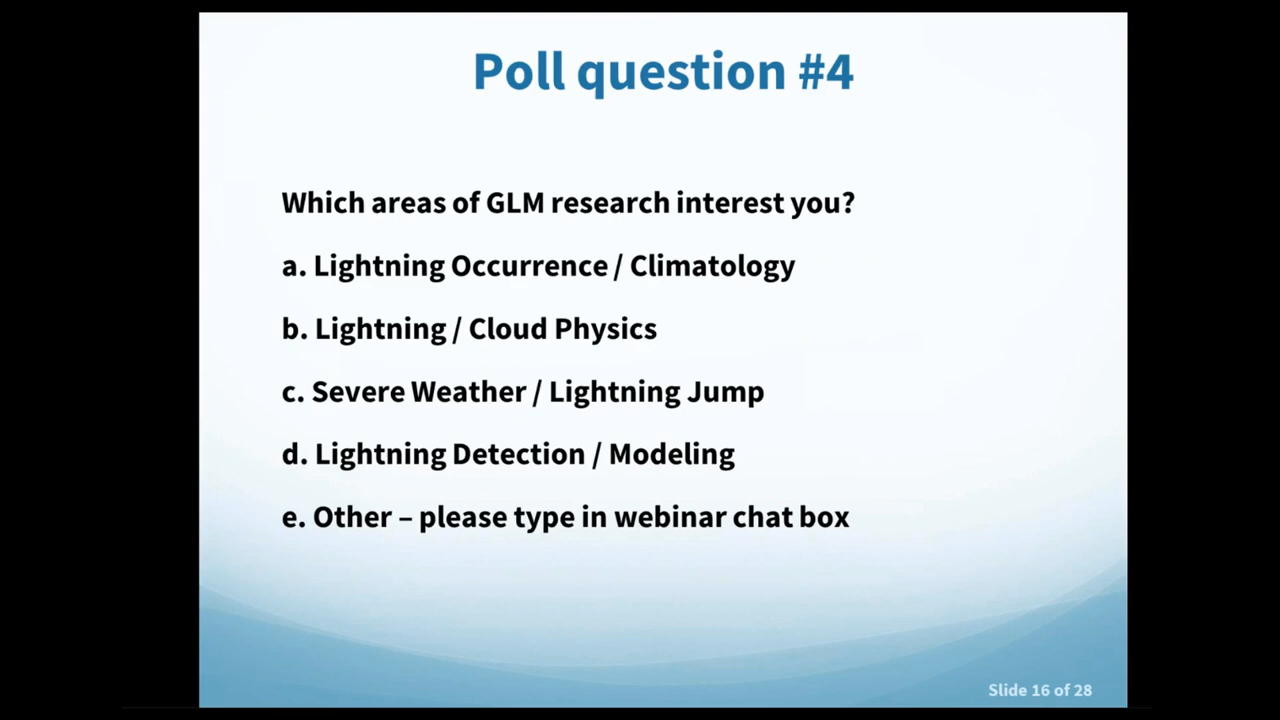 Poll question #4
Which areas of GLM research interest you?
a. Lightning Occurrence / Climatology
b. Lightning / Cloud Physics
c. Severe Weather / Lightning Jump
d. Lightning Detection / Modeling
e. Other – please type in webinar chat box
Slide 16 of 28